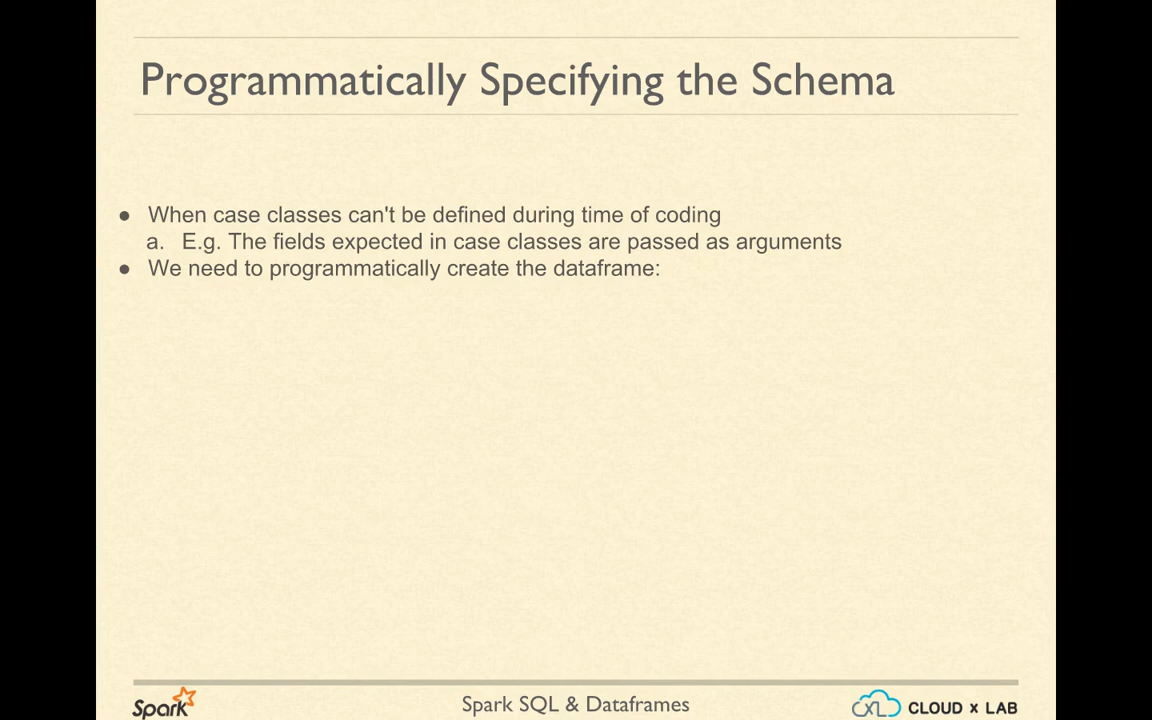 Programmatically Specifying the Schema
● When case classes can't be defined during time of coding
a. E.g. The fields expected in case classes are passed as arguments
● We need to programmatically create the dataframe:
Spark
Spark SQL & Dataframes
CXL CLOUD x LAB